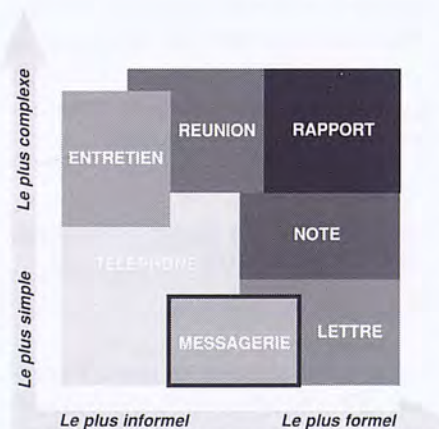 Le plus complexe
REUNION
RAPPORT
ENTRETIEN
NOTE
TELEPHONE
Le plus simple
MESSAGERIE
LETTRE
Le plus informel
Le plus formel